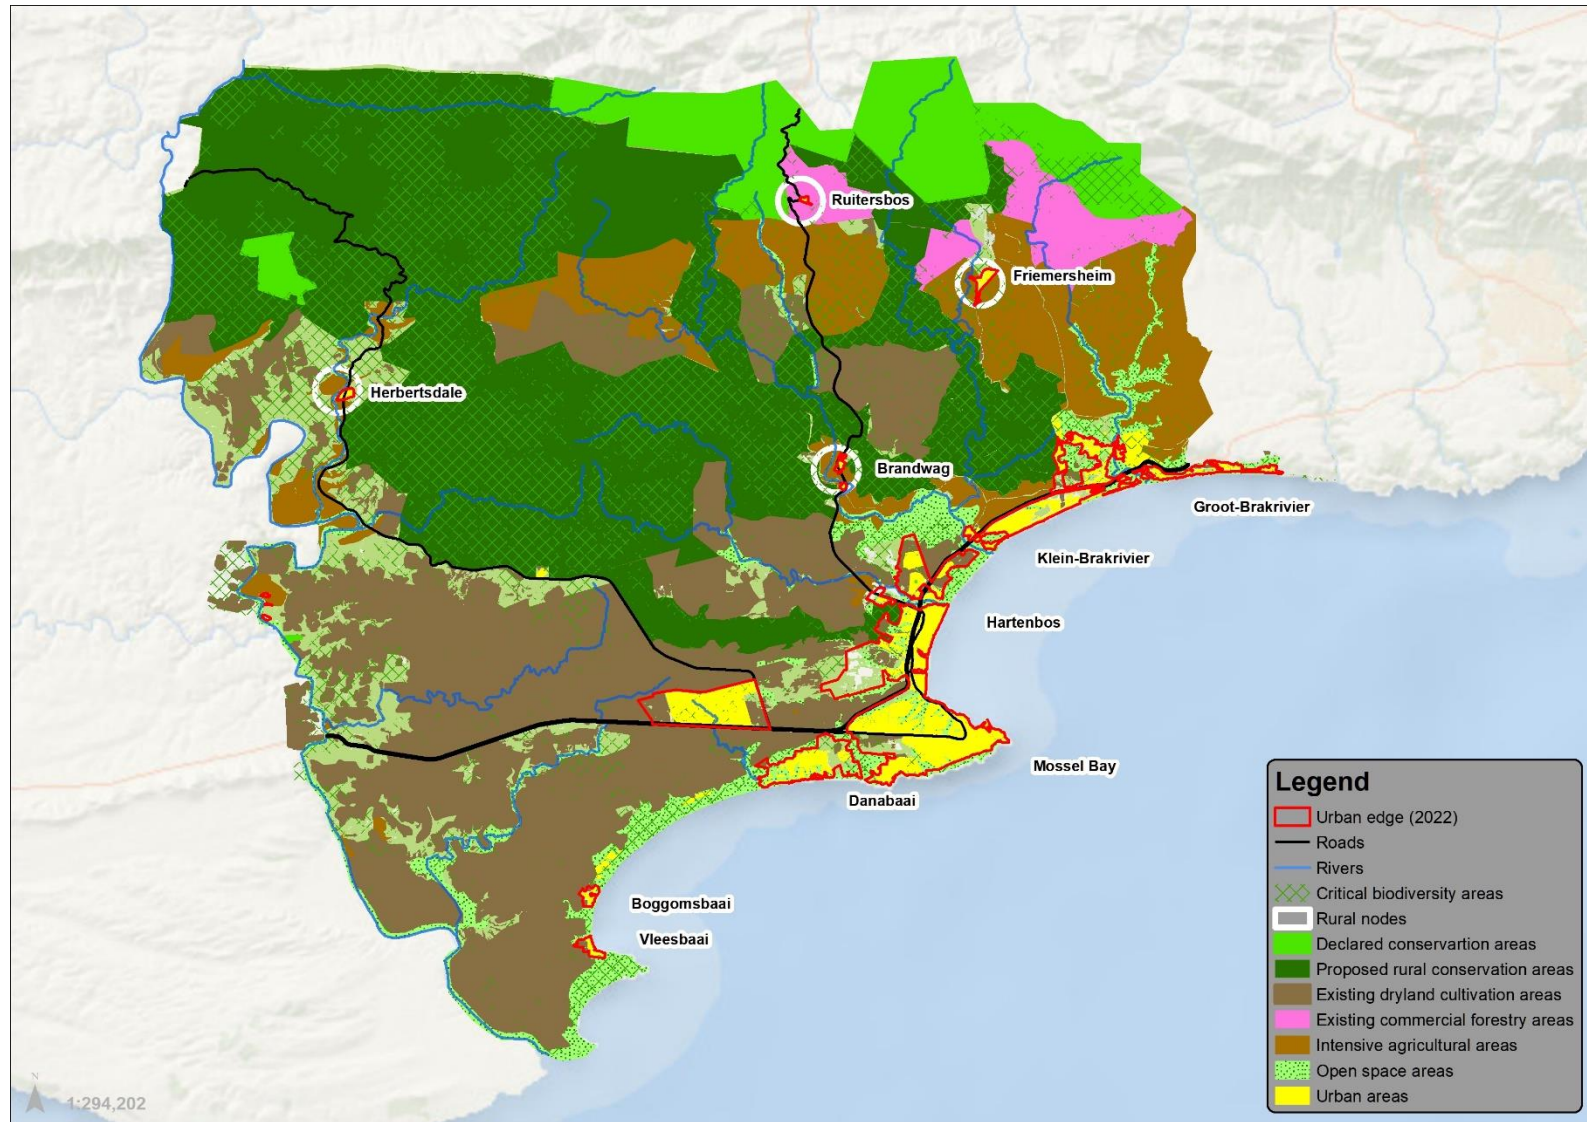 Ruitersbos
Friemersheim
Herbertsdale
Brandwag
Groot-Brakrivier
Klein-Brakrivier
Hartenbos
Mossel Bay
Danabaai
Boggomsbaai
Vleesbaai
Legend
Urban edge (2022)
Roads
Rivers
Critical biodiversity areas
Rural nodes
Declared conservartion areas
Proposed rural conservation areas
Existing dryland cultivation areas
Existing commercial forestry areas
Intensive agricultural areas
Open space areas
Urban areas
N
1:294,202